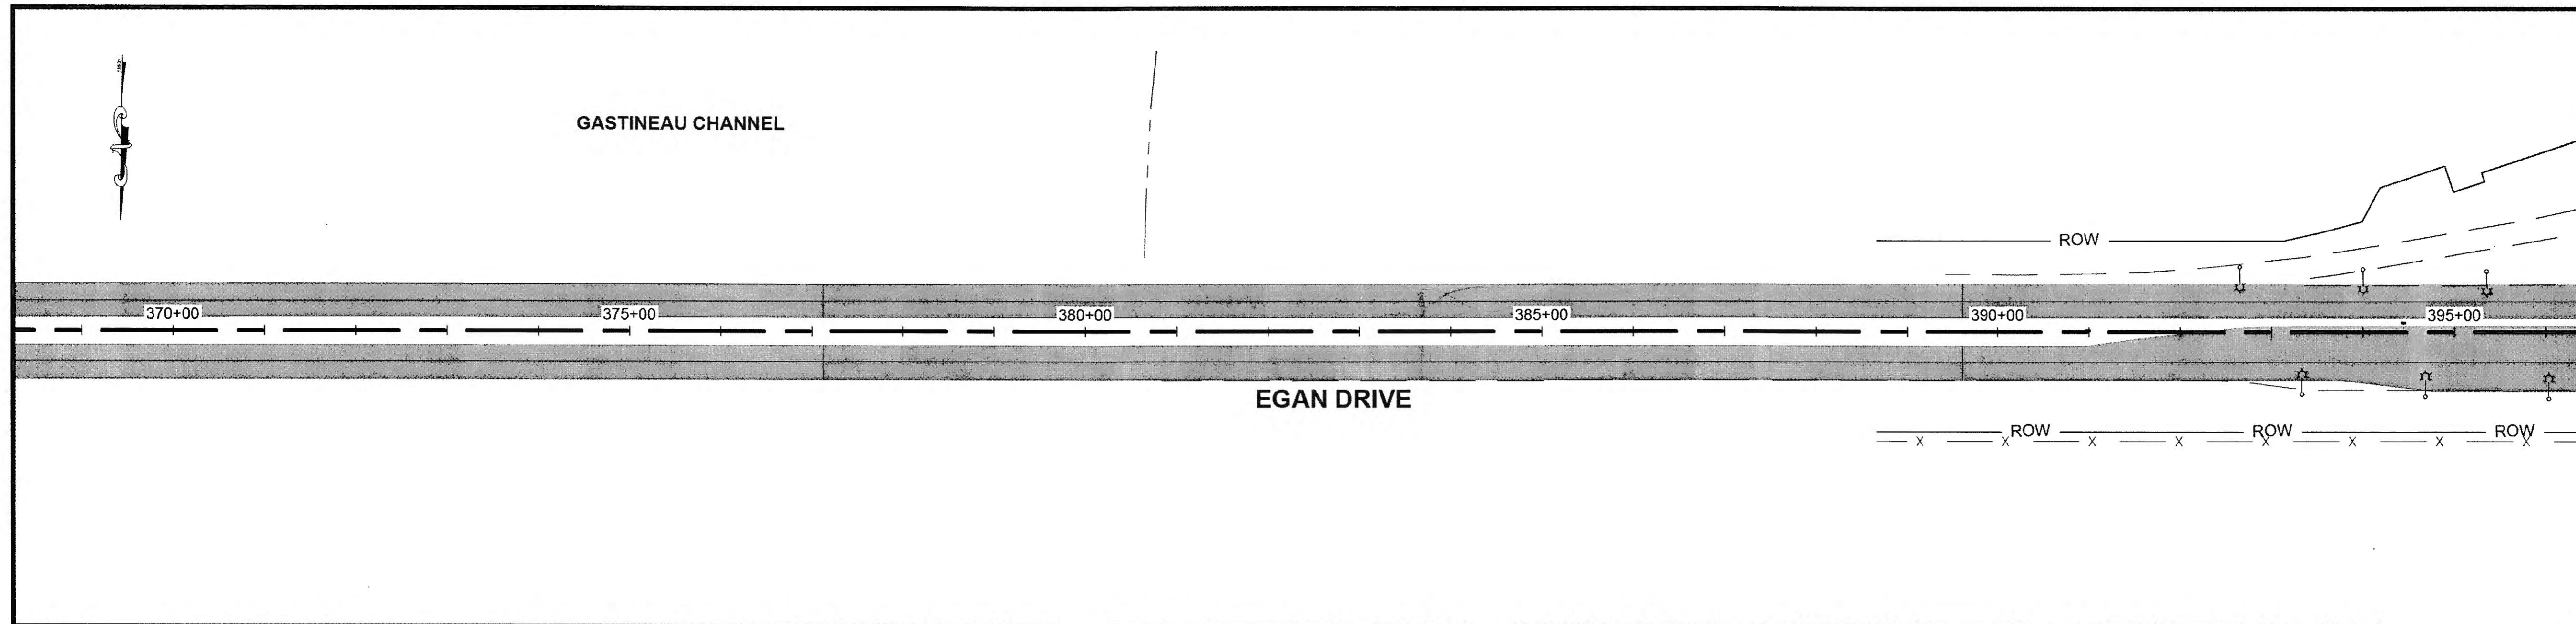 GASTINEAU CHANNEL
ROW
370+00 375+00 380+00 385+00 390+00 395+00
EGAN DRIVE
ROW ROW ROW
X X X X X X X X